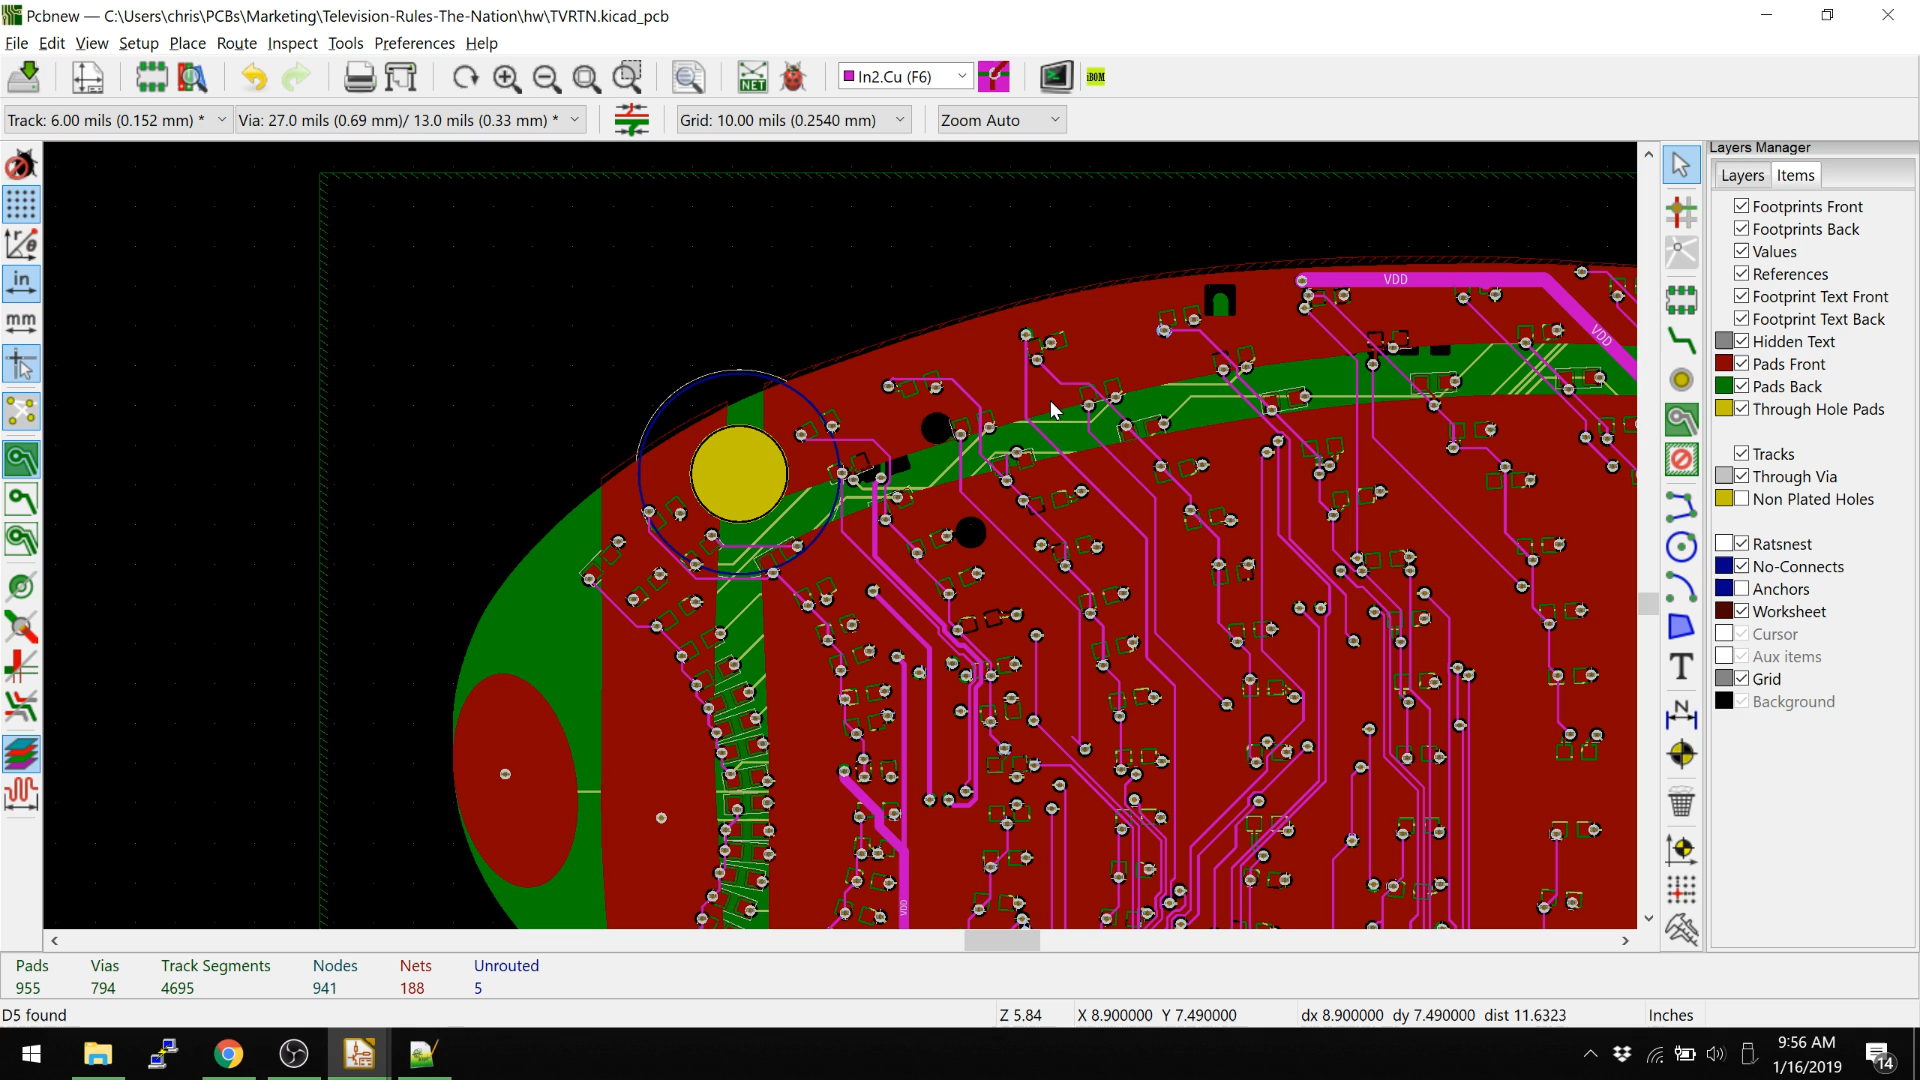 Pcbnew — C:\Users\chris\PCBs\Marketing\Television-Rules-The-Nation\hw\TVRTN.kicad_pcb
File Edit View Setup Place Route Inspect Tools Preferences Help
NET
In2.Cu (F6)
iBOM
Track: 6.00 mils (0.152 mm) *
Via: 27.0 mils (0.69 mm)/ 13.0 mils (0.33 mm) *
Grid: 10.00 mils (0.2540 mm)
Zoom Auto
in
mm
VDD
VDD
VDD
T
N
Layers Manager
Layers Items
Footprints Front
Footprints Back
Values
References
Footprint Text Front
Footprint Text Back
Hidden Text
Pads Front
Pads Back
Through Hole Pads
Tracks
Through Via
Non Plated Holes
Ratsnest
No-Connects
Anchors
Worksheet
Cursor
Aux items
Grid
Background
Pads Vias Track Segments Nodes Nets Unrouted
955 794 4695 941 188 5
D5 found
Z 5.84
X 8.900000 Y 7.490000
dx 8.900000 dy 7.490000 dist 11.6323
Inches
9:56 AM
1/16/2019
14